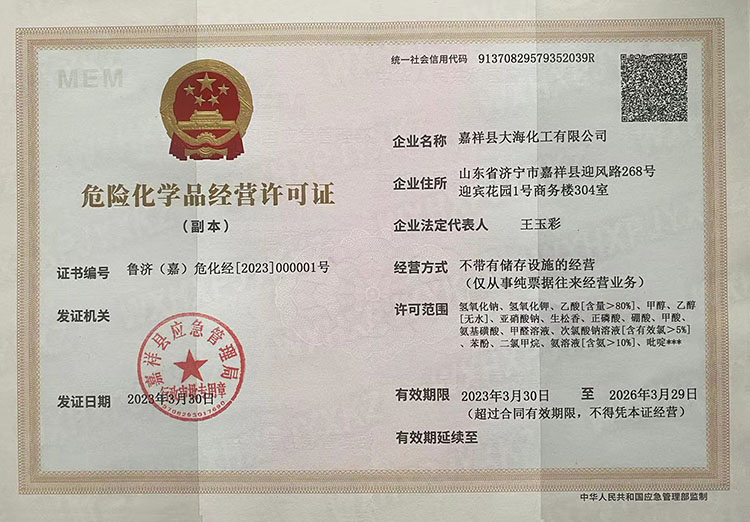 MEM
统一社会信用代码 91370829579352039R
危险化学品经营许可证
（副本）
证书编号 鲁济（嘉）危化经[2023]000001号
发证机关
嘉祥县应急管理局
行政审批专用章
发证日期 2023年3月30日
企业名称 嘉祥县大海化工有限公司
企业住所 山东省济宁市嘉祥县迎风路268号
迎宾花园1号商务楼304室
企业法定代表人 王玉彩
经营方式 不带有储存设施的经营
（仅从事纯票据往来经营业务）
许可范围 氢氧化钠、氢氧化钾、乙酸[含量>80%]、甲醇、乙醇
[无水]、亚硝酸钠、生松香、正磷酸、硼酸、甲酸、
氨基磺酸、甲醛溶液、次氯酸钠溶液[含有效氯>5%]
、苯酚、二氯甲烷、氨溶液[含氨>10%]、吡啶***
有效期限 2023年3月30日 至 2026年3月29日
（超过合同有效期限，不得凭本证经营）
有效期延续至
中华人民共和国应急管理部监制